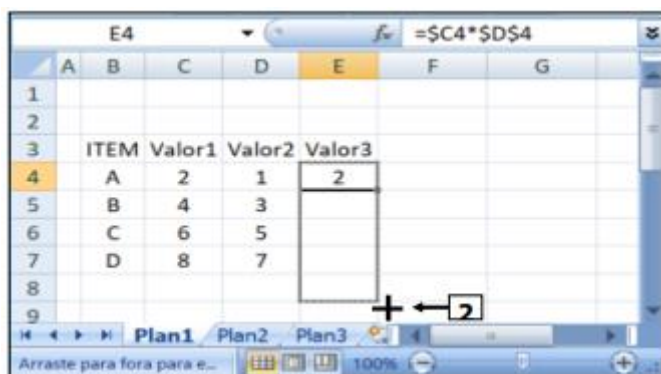 E4 fx =$C4*$D$4
A B C D E F G
1
2
3 ITEM Valor1 Valor2 Valor3
4 A 2 1 2
5 B 4 3
6 C 6 5
7 D 8 7
8
9 2
Plan1 Plan2 Plan3
Arraste para fora para e... 100%